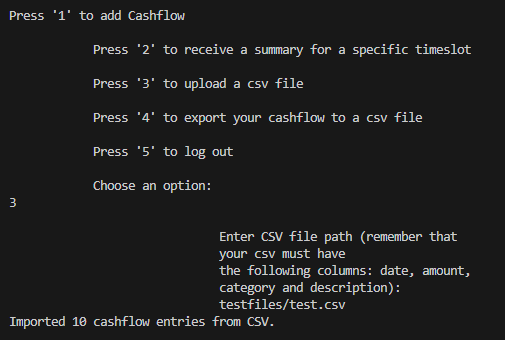 Press '1' to add Cashflow
Press '2' to receive a summary for a specific timeslot
Press '3' to upload a csv file
Press '4' to export your cashflow to a csv file
Press '5' to log out
Choose an option:
3
Enter CSV file path (remember that
your csv must have
the following columns: date, amount,
category and description):
testfiles/test.csv
Imported 10 cashflow entries from CSV.